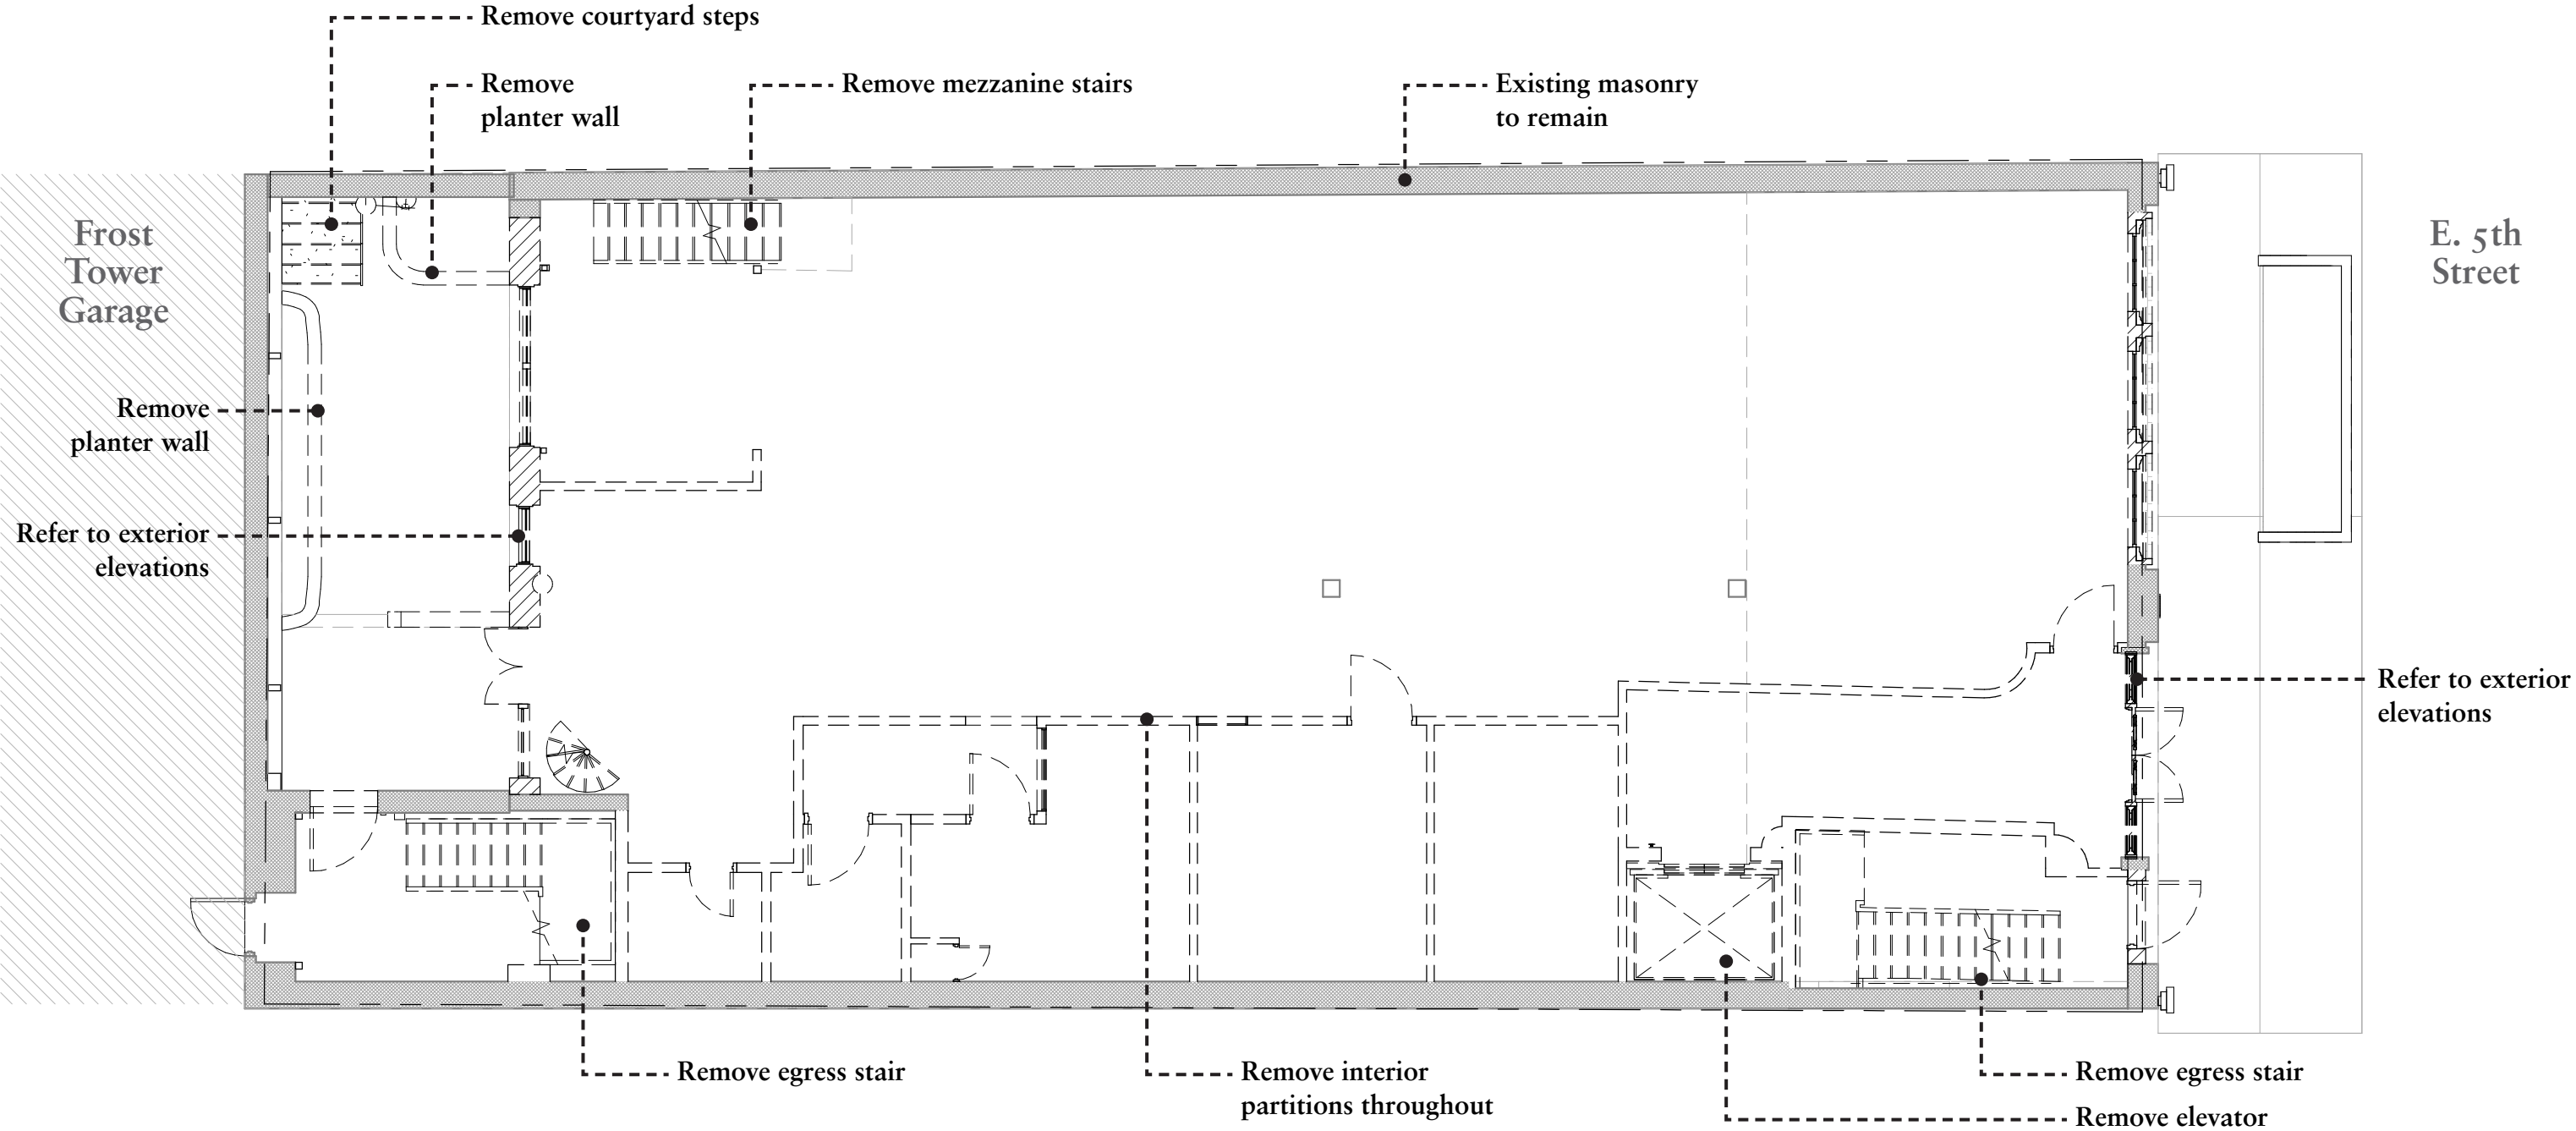 Remove courtyard steps
Remove
planter wall
Remove mezzanine stairs
Existing masonry
to remain
Frost
Tower
Garage
E. 5th
Street
Remove
planter wall
Refer to exterior
elevations
Refer to exterior
elevations
Remove egress stair
Remove interior
partitions throughout
Remove egress stair
Remove elevator